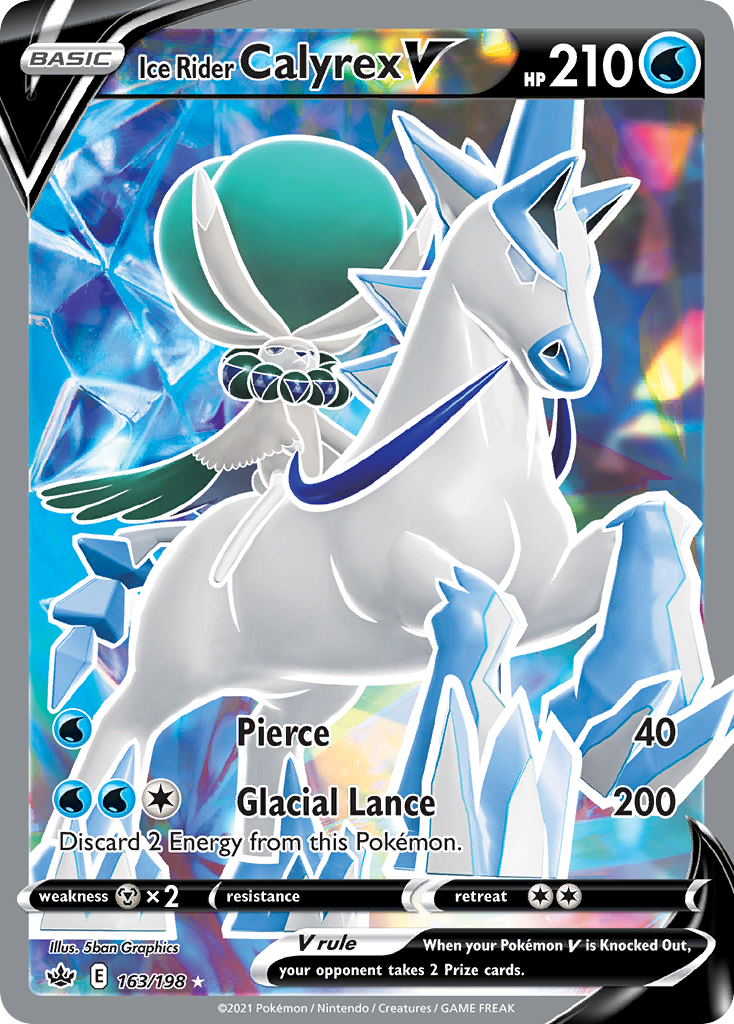 BASIC
Ice Rider Calyrex V HP 210
Pierce 40
Glacial Lance 200
Discard 2 Energy from this Pokémon.
weakness ×2 resistance retreat
Illus. 5ban Graphics
V rule When your Pokémon V is Knocked Out,
your opponent takes 2 Prize cards.
E 163/198
©2021 Pokémon / Nintendo / Creatures / GAME FREAK